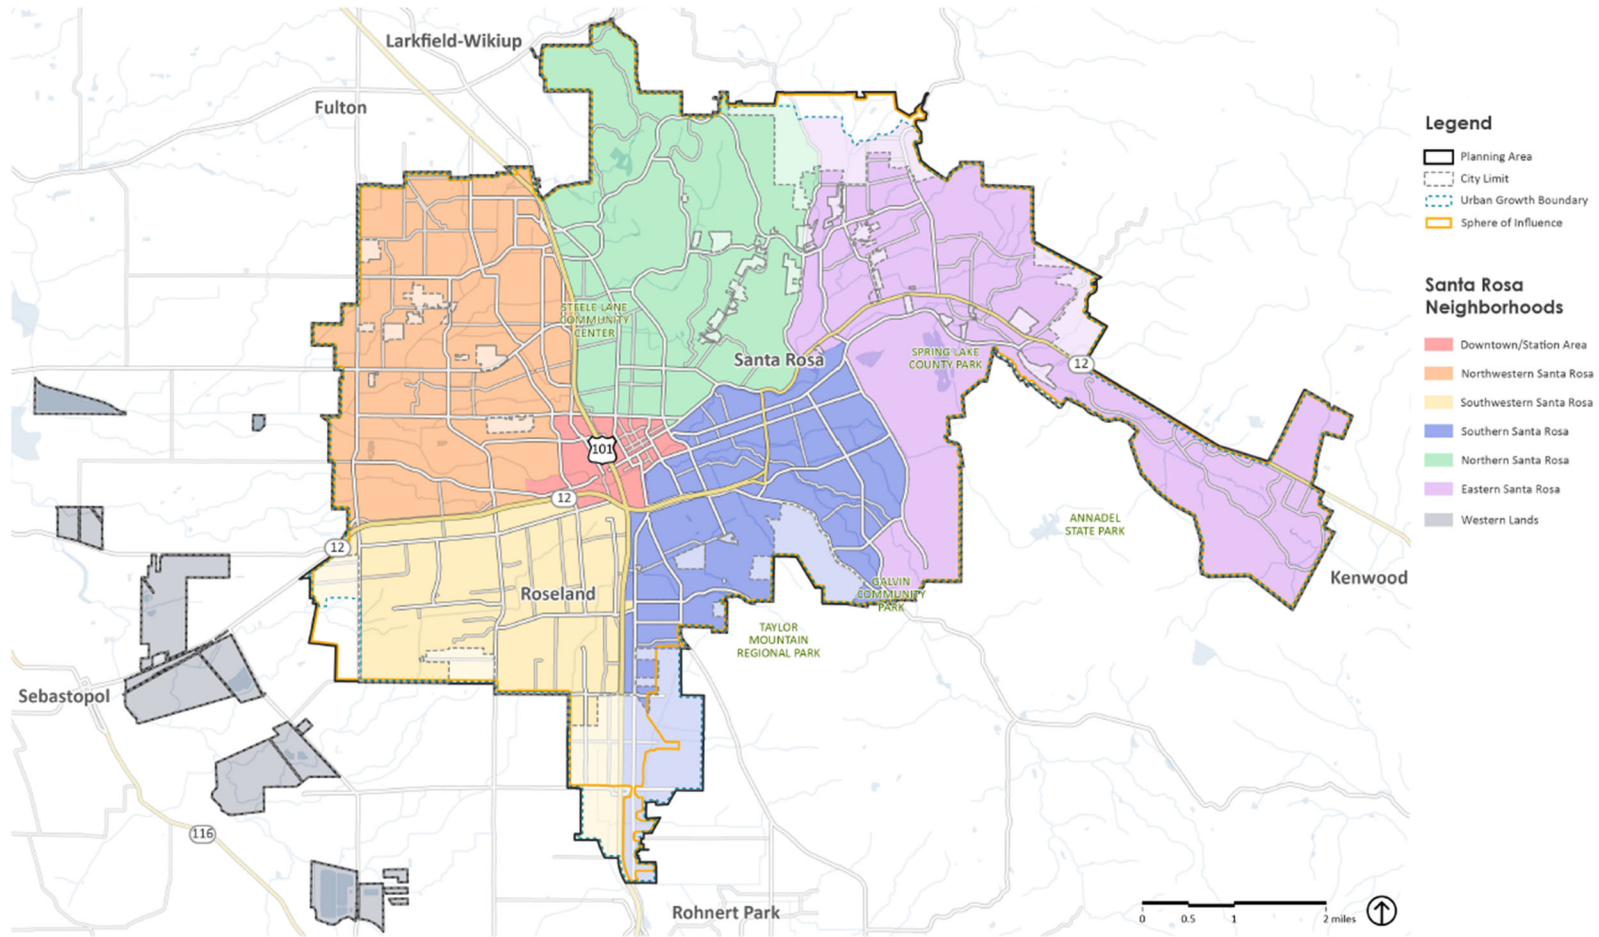 Larkfield-Wikiup
Fulton
STEELE LANE
COMMUNITY
CENTER
Santa Rosa
SPRING LAKE
COUNTY PARK
12
101
12
12
ANNADEL
STATE PARK
Kenwood
Roseland
GALVIN
COMMUNITY
PARK
TAYLOR
MOUNTAIN
REGIONAL PARK
Sebastopol
116
Rohnert Park
Legend
Planning Area
City Limit
Urban Growth Boundary
Sphere of Influence
Santa Rosa
Neighborhoods
Downtown/Station Area
Northwestern Santa Rosa
Southwestern Santa Rosa
Southern Santa Rosa
Northern Santa Rosa
Eastern Santa Rosa
Western Lands
0 0.5 1 2 miles